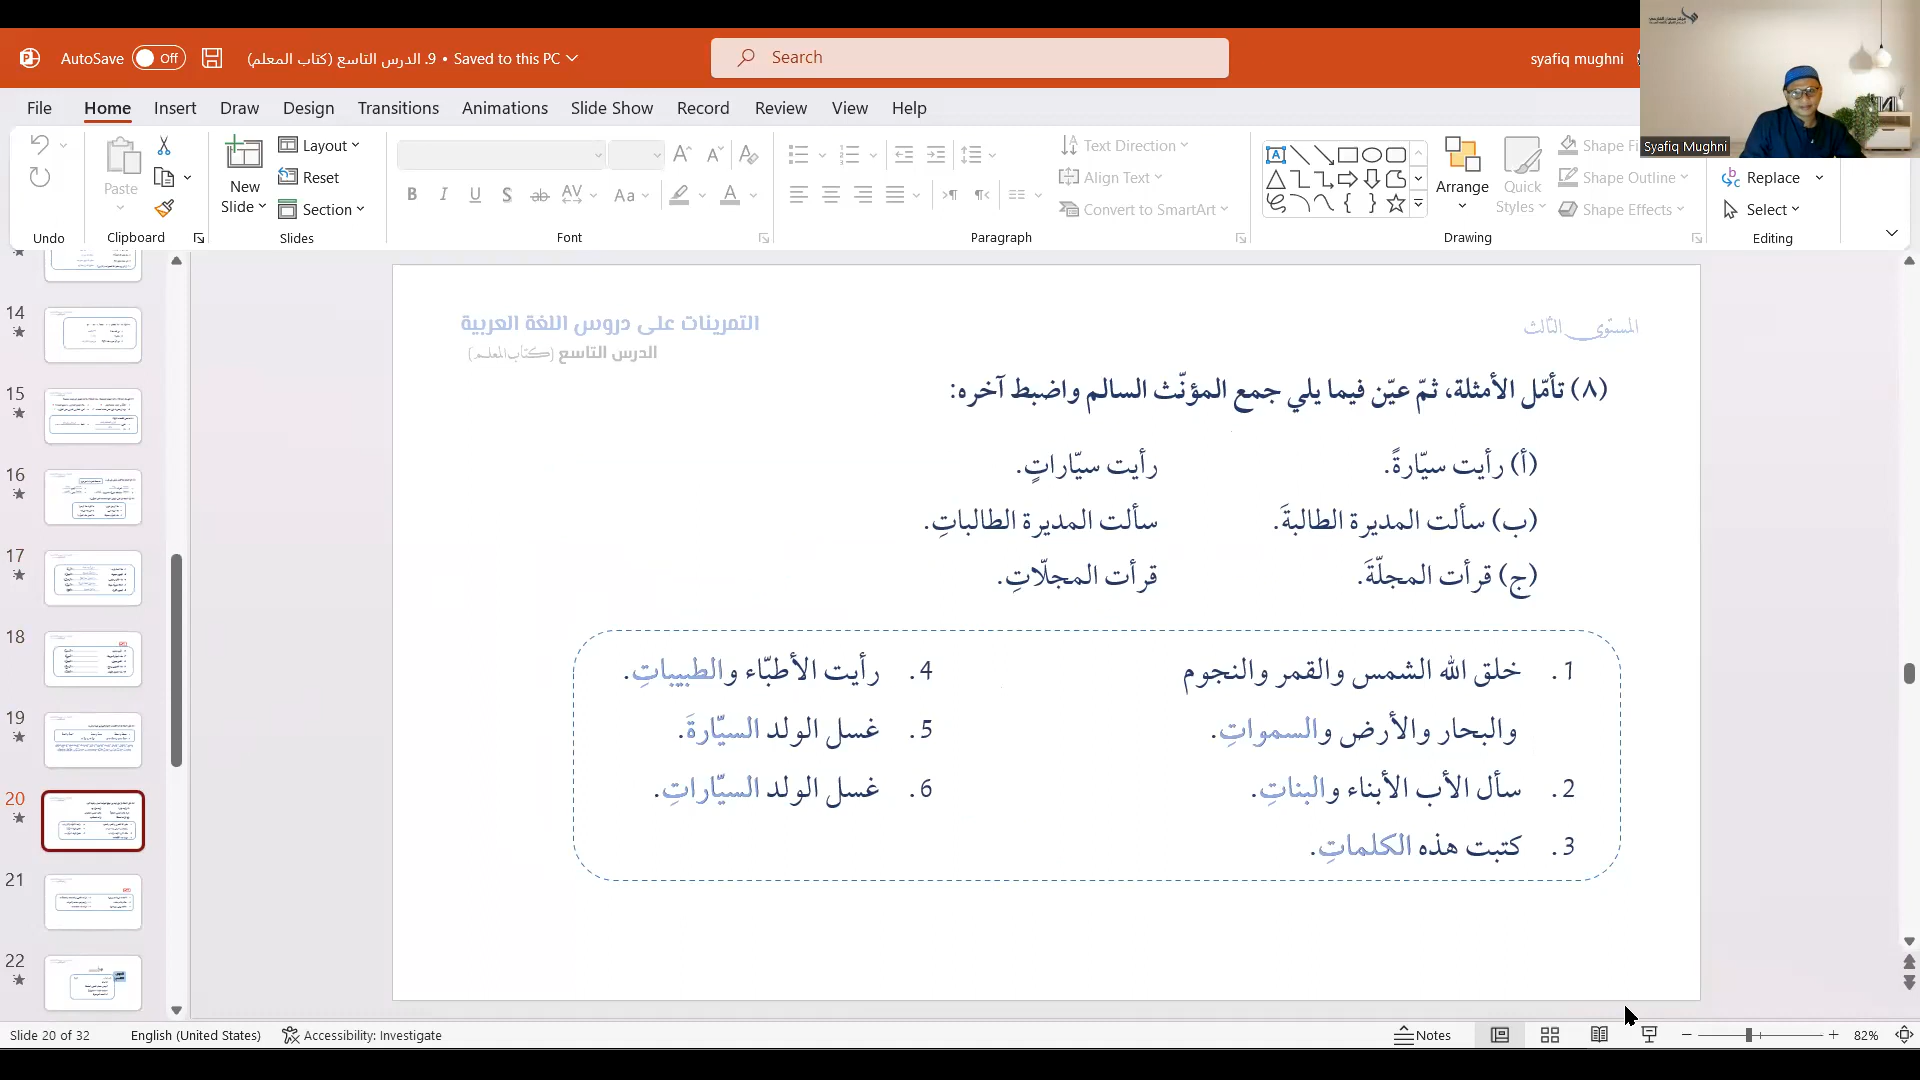 AutoSave Off 9. الدرس التاسع (كتاب المعلم) • Saved to this PC
Search
syafiq mughni
Syafiq Mughni
File Home Insert Draw Design Transitions Animations Slide Show Record Review View Help
Paste
New Slide
Layout
Reset
Section
Text Direction
Align Text
Convert to SmartArt
Arrange
Quick Styles
Shape Fi
Shape Outline
Shape Effects
Replace
Select
Undo Clipboard Slides Font Paragraph Drawing Editing
14
15
16
17
18
19
20
21
22
المستوى الثالث
التمرينات على دروس اللغة العربية
الدرس التاسع (كتاب المعلم)
(٨) تأمّل الأمثلة، ثمّ عيّن فيما يلي جمع المؤنّث السالم واضبط آخره:
(أ) رأيت سيّارةً. رأيت سيّاراتٍ.
(ب) سألت المديرة الطالبةَ. سألت المديرة الطالباتِ.
(ج) قرأت المجلّةَ. قرأت المجلّاتِ.
1. خلق الله الشمس والقمر والنجوم
والبحار والأرض والسمواتِ.
2. سأل الأب الأبناء والبناتِ.
3. كتبت هذه الكلماتِ.
4. رأيت الأطبّاء والطبيباتِ.
5. غسل الولد السيّارةَ.
6. غسل الولد السيّاراتِ.
Slide 20 of 32 English (United States) Accessibility: Investigate Notes 82%